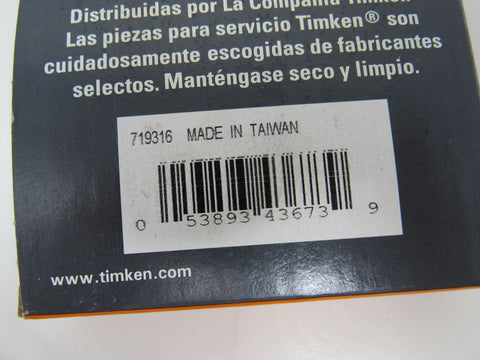 Distribuidas por La Compañía Timken
Las piezas para servicio Timken® son
cuidadosamente escogidas de fabricantes
selectos. Manténgase seco y limpio.
719316 MADE IN TAIWAN
0 53893 43673 9
www.timken.com